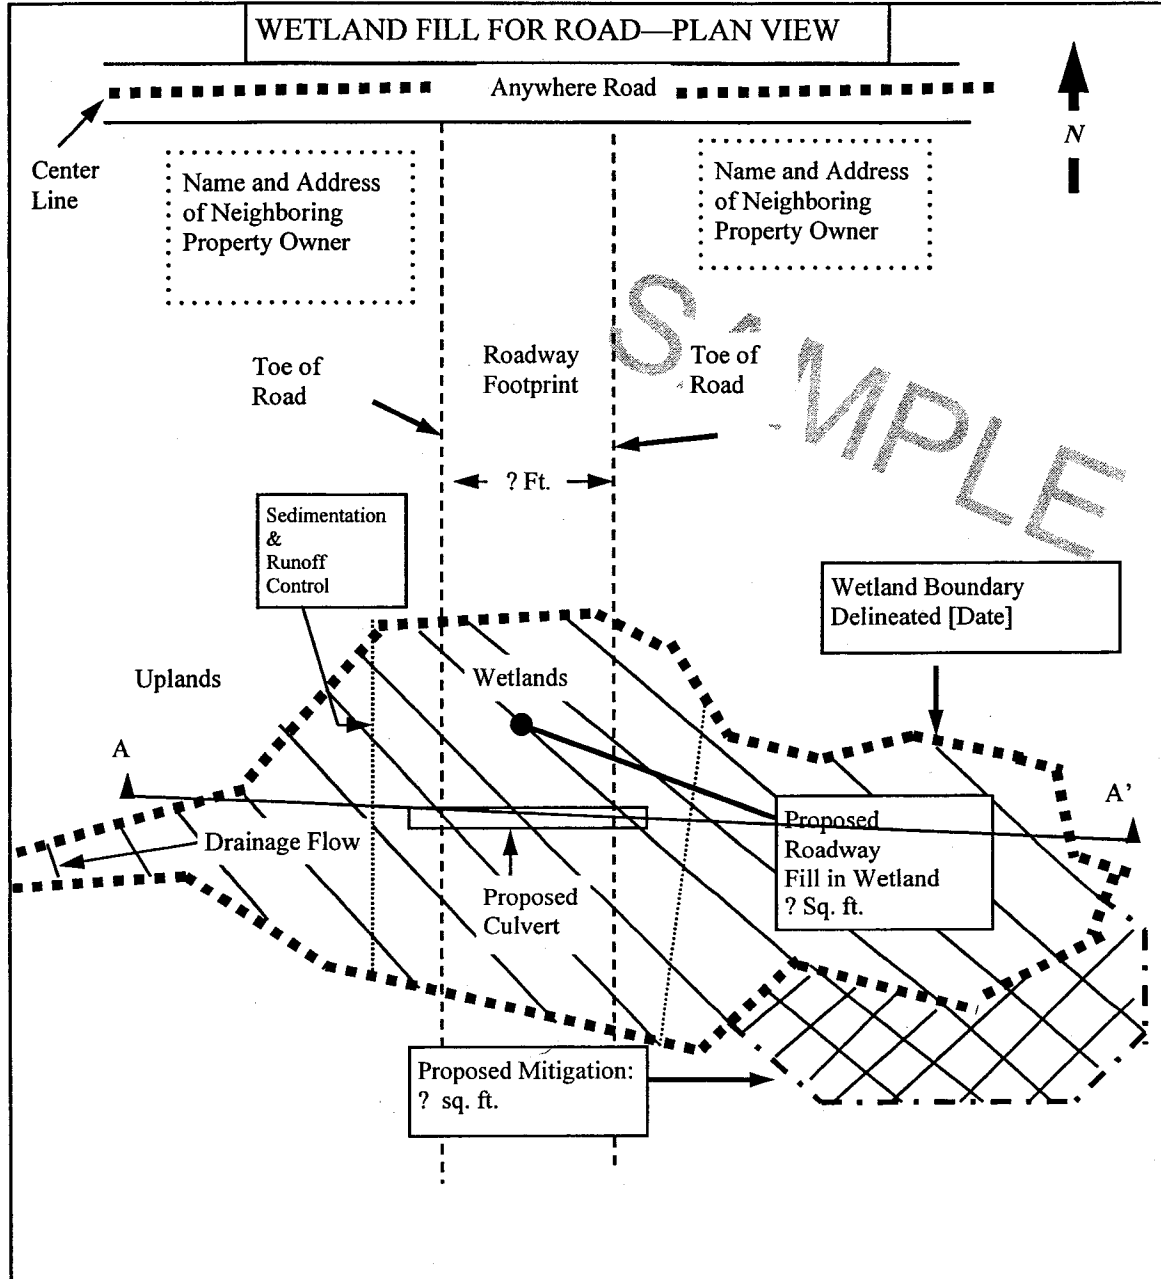 WETLAND FILL FOR ROAD—PLAN VIEW
Anywhere Road
N
Center
Line
Name and Address
of Neighboring
Property Owner
Name and Address
of Neighboring
Property Owner
SAMPLE
Toe of
Road
Roadway
Footprint
Toe of
Road
? Ft.
Sedimentation
&
Runoff
Control
Wetland Boundary
Delineated [Date]
Uplands
Wetlands
A
A'
Drainage Flow
Proposed
Culvert
Proposed
Roadway
Fill in Wetland
? Sq. ft.
Proposed Mitigation:
? sq. ft.